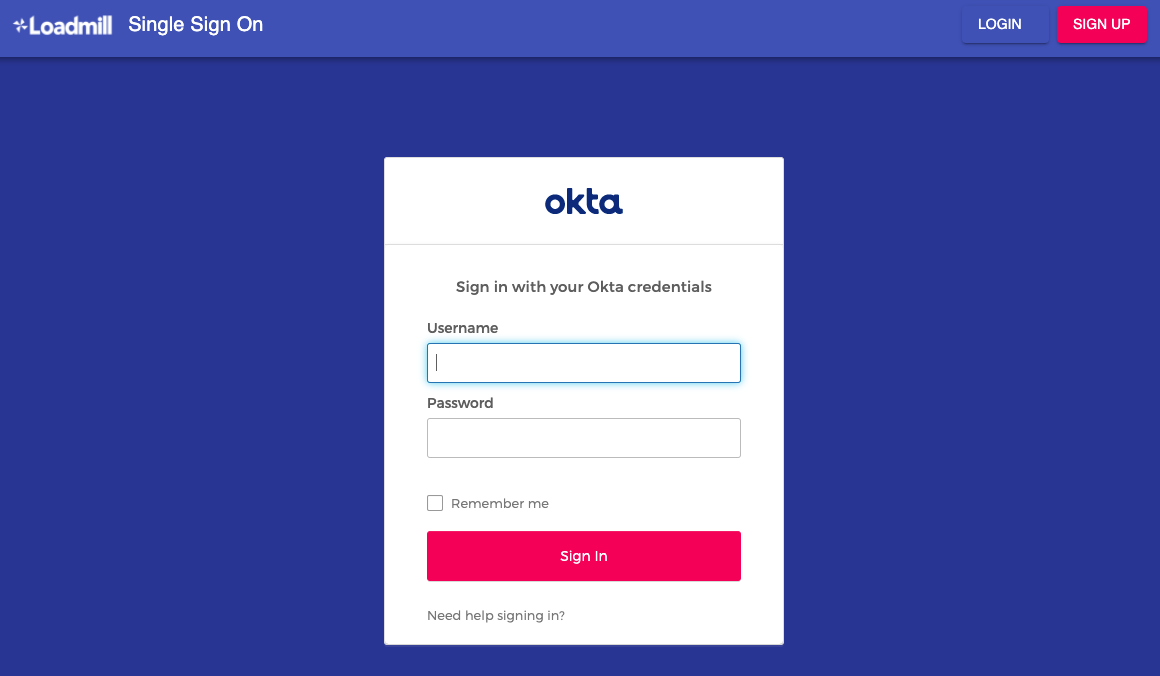 Loadmill Single Sign On LOGIN SIGN UP
okta
Sign in with your Okta credentials
Username
Password
Remember me
Sign In
Need help signing in?